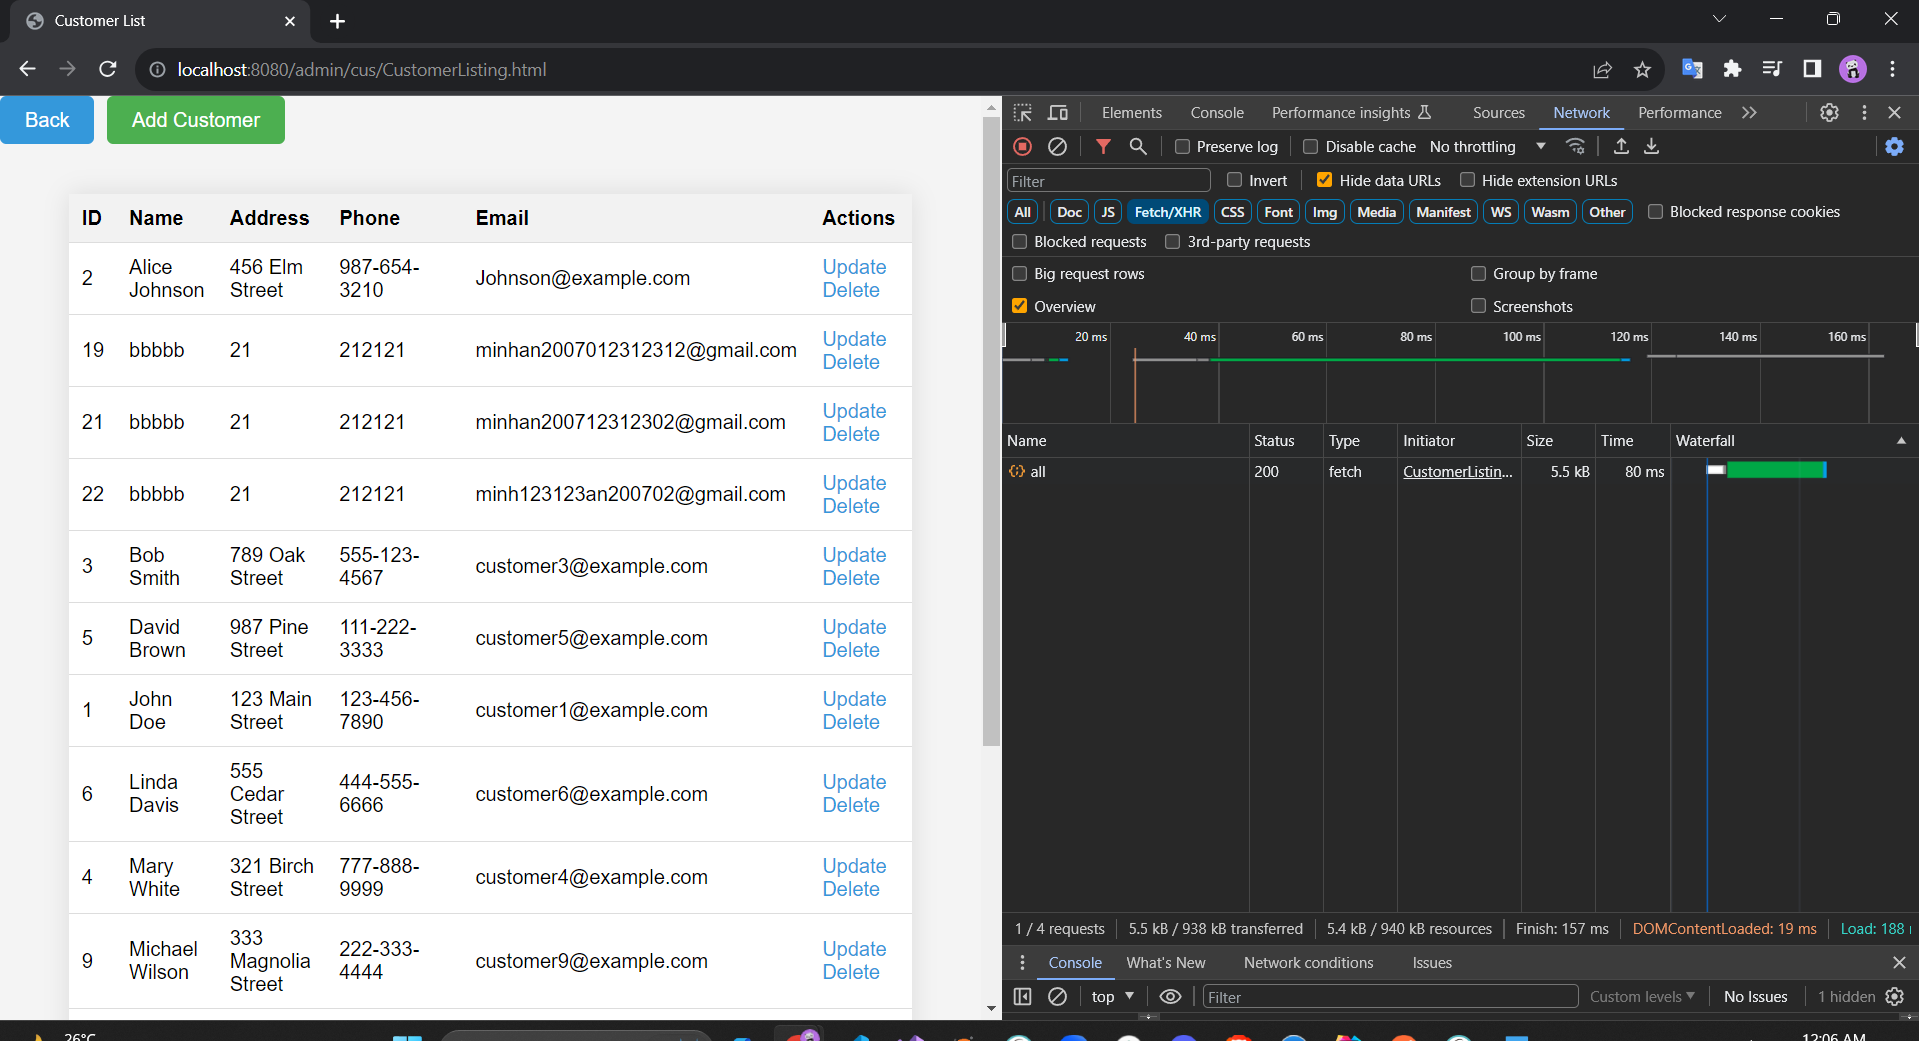 Customer List
localhost:8080/admin/cus/CustomerListing.html
Back
Add Customer
ID Name Address Phone Email Actions
2 Alice Johnson 456 Elm Street 987-654-3210 Johnson@example.com Update Delete
19 bbbbb 21 212121 minhan2007012312312@gmail.com Update Delete
21 bbbbb 21 212121 minhan200712312302@gmail.com Update Delete
22 bbbbb 21 212121 minh123123an200702@gmail.com Update Delete
3 Bob Smith 789 Oak Street 555-123-4567 customer3@example.com Update Delete
5 David Brown 987 Pine Street 111-222-3333 customer5@example.com Update Delete
1 John Doe 123 Main Street 123-456-7890 customer1@example.com Update Delete
6 Linda Davis 555 Cedar Street 444-555-6666 customer6@example.com Update Delete
4 Mary White 321 Birch Street 777-888-9999 customer4@example.com Update Delete
9 Michael Wilson 333 Magnolia Street 222-333-4444 customer9@example.com Update Delete
Elements Console Performance insights Sources Network Performance
Preserve log Disable cache No throttling
Filter Invert Hide data URLs Hide extension URLs
All Doc JS Fetch/XHR CSS Font Img Media Manifest WS Wasm Other Blocked response cookies
Blocked requests 3rd-party requests
Big request rows Group by frame
Overview Screenshots
20 ms 40 ms 60 ms 80 ms 100 ms 120 ms 140 ms 160 ms
Name Status Type Initiator Size Time Waterfall
all 200 fetch CustomerListin... 5.5 kB 80 ms
1 / 4 requests 5.5 kB / 938 kB transferred 5.4 kB / 940 kB resources Finish: 157 ms DOMContentLoaded: 19 ms Load: 188
Console What's New Network conditions Issues
top Filter Custom levels No Issues 1 hidden
26°C
12:06 AM